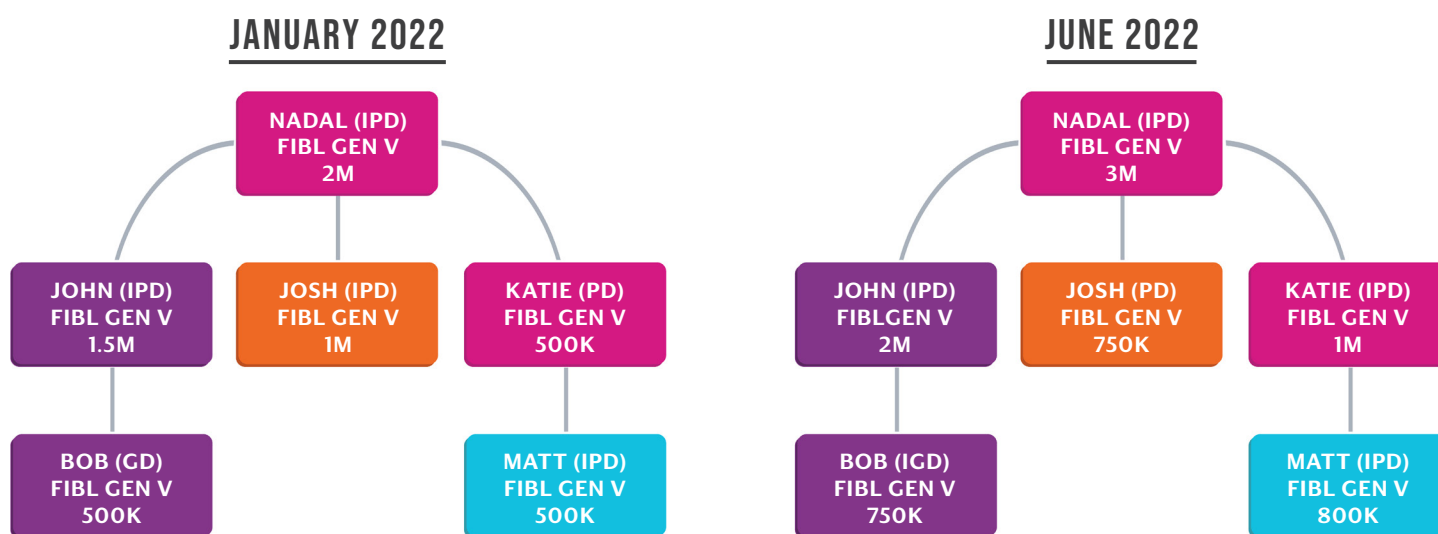 JANUARY 2022
NADAL (IPD)
FIBL GEN V
2M
JOHN (IPD)
FIBL GEN V
1.5M
JOSH (IPD)
FIBL GEN V
1M
KATIE (PD)
FIBL GEN V
500K
BOB (GD)
FIBL GEN V
500K
MATT (IPD)
FIBL GEN V
500K
JUNE 2022
NADAL (IPD)
FIBL GEN V
3M
JOHN (IPD)
FIBLGEN V
2M
JOSH (PD)
FIBL GEN V
750K
KATIE (IPD)
FIBL GEN V
1M
BOB (IGD)
FIBL GEN V
750K
MATT (IPD)
FIBL GEN V
800K